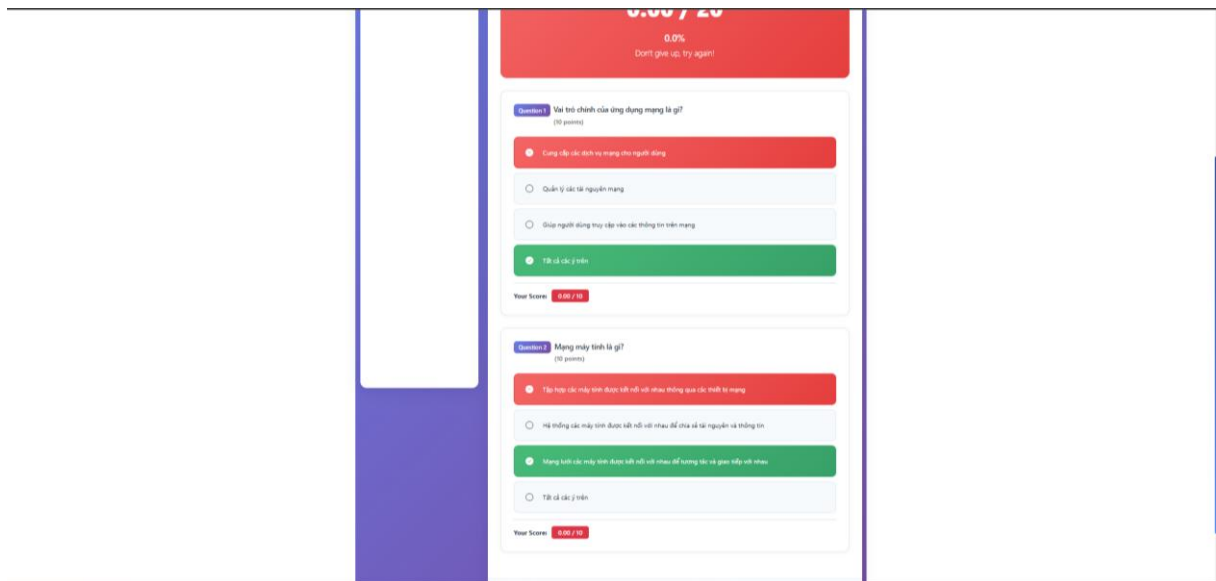 0.00 / 20
0.0%
Don't give up, try again!
Question 1 Vai trò chính của ứng dụng mạng là gì?
(10 points)
Cung cấp các dịch vụ mạng cho người dùng
Quản lý các tài nguyên mạng
Giúp người dùng truy cập vào các thông tin trên mạng
Tất cả các ý trên
Your Score: 0.00 / 10
Question 2 Mạng máy tính là gì?
(10 points)
Tập hợp các máy tính được kết nối với nhau thông qua các thiết bị mạng
Hệ thống các máy tính được kết nối với nhau để chia sẻ tài nguyên và thông tin
Mạng lưới các máy tính được kết nối với nhau để tương tác và giao tiếp với nhau
Tất cả các ý trên
Your Score: 0.00 / 10